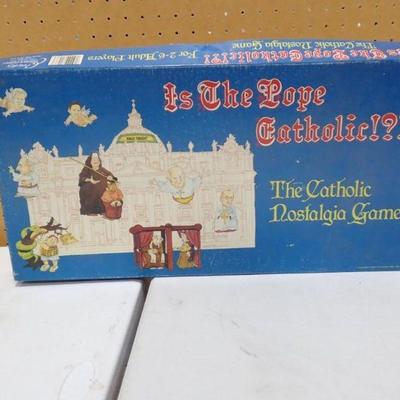 Is The Pope Catholic!?!
The Catholic Nostalgia Game
For 2-6 Adult Players
Is The Pope
Catholic!?!
The Catholic
Nostalgia Game